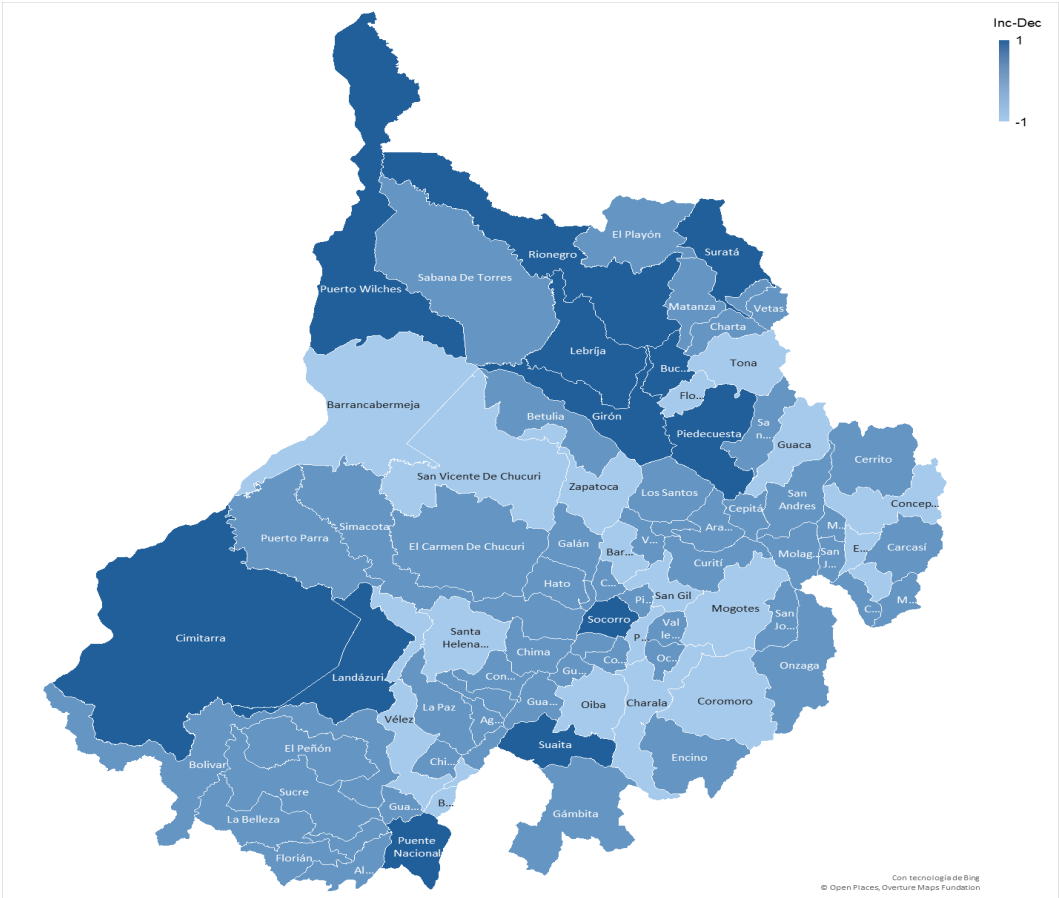 Inc-Dec
1
-1
El Playón
Suratá
Rionegro
Sabana De Torres
Puerto Wilches
Matanza
Vetas
Charta
Lebrija
Tona
Buc...
Flo...
Barrancabermeja
Betulia
Girón
Piedecuesta
Sa
n...
Guaca
Cerrito
San Vicente De Chucuri
Zapatoca
Los Santos
San
Andres
Concep...
Cepitá
Simacota
Puerto Parra
El Carmen De Chucuri
Galán
Bar...
V...
Ara...
M...
Molag...
San
J...
E...
Carcasí
Curití
Hato
C...
Pi...
San Gil
Mogotes
C...
M...
Cimitarra
Socorro
Santa
Helena...
Chima
P...
Val
le...
San
Jo...
Co...
Oc...
Onzaga
Landázuri
Con...
Gu...
La Paz
Gua...
Oiba
Charala
Coromoro
Vélez
Ag...
Suaita
El Peñón
Bolivar
Chi...
Encino
Sucre
Gua...
B...
La Belleza
Gámbita
Puente
Nacional
Florián
Al...
Con tecnología de Bing
© Open Places, Overture Maps Fundation